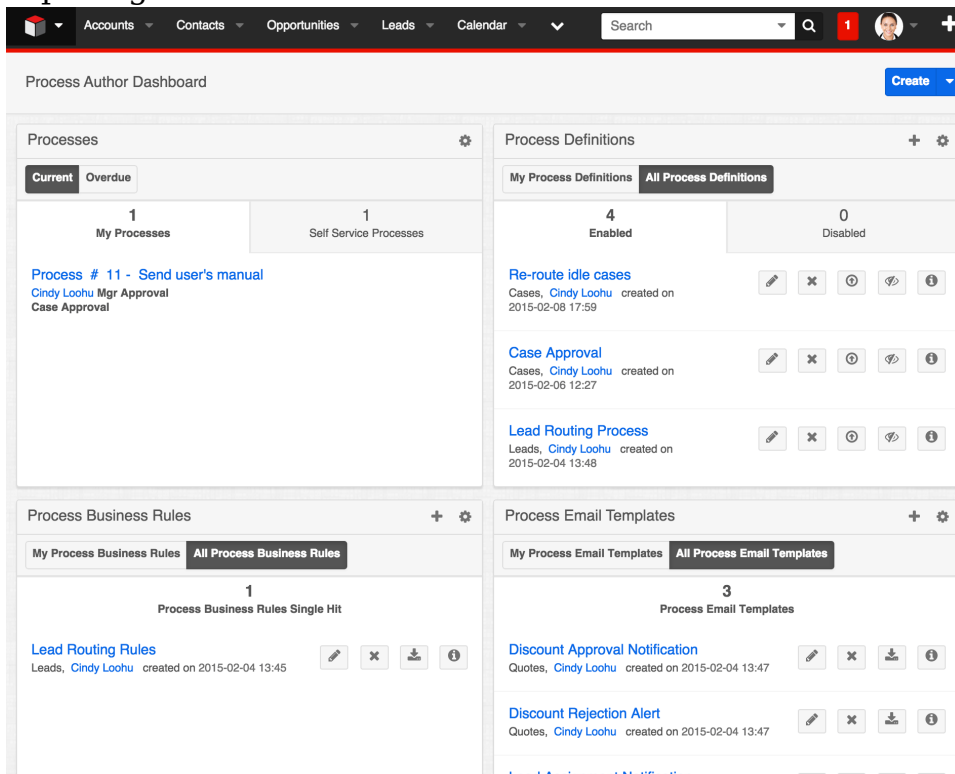 Accounts Contacts Opportunities Leads Calendar Search 1
Process Author Dashboard Create
Processes
Current Overdue
1 1
My Processes Self Service Processes
Process # 11 - Send user's manual
Cindy Loohu Mgr Approval
Case Approval
Process Definitions
My Process Definitions All Process Definitions
4 0
Enabled Disabled
Re-route idle cases
Cases, Cindy Loohu created on
2015-02-08 17:59
Case Approval
Cases, Cindy Loohu created on
2015-02-06 12:27
Lead Routing Process
Leads, Cindy Loohu created on
2015-02-04 13:48
Process Business Rules
My Process Business Rules All Process Business Rules
1
Process Business Rules Single Hit
Lead Routing Rules
Leads, Cindy Loohu created on 2015-02-04 13:45
Process Email Templates
My Process Email Templates All Process Email Templates
3
Process Email Templates
Discount Approval Notification
Quotes, Cindy Loohu created on 2015-02-04 13:47
Discount Rejection Alert
Quotes, Cindy Loohu created on 2015-02-04 13:47